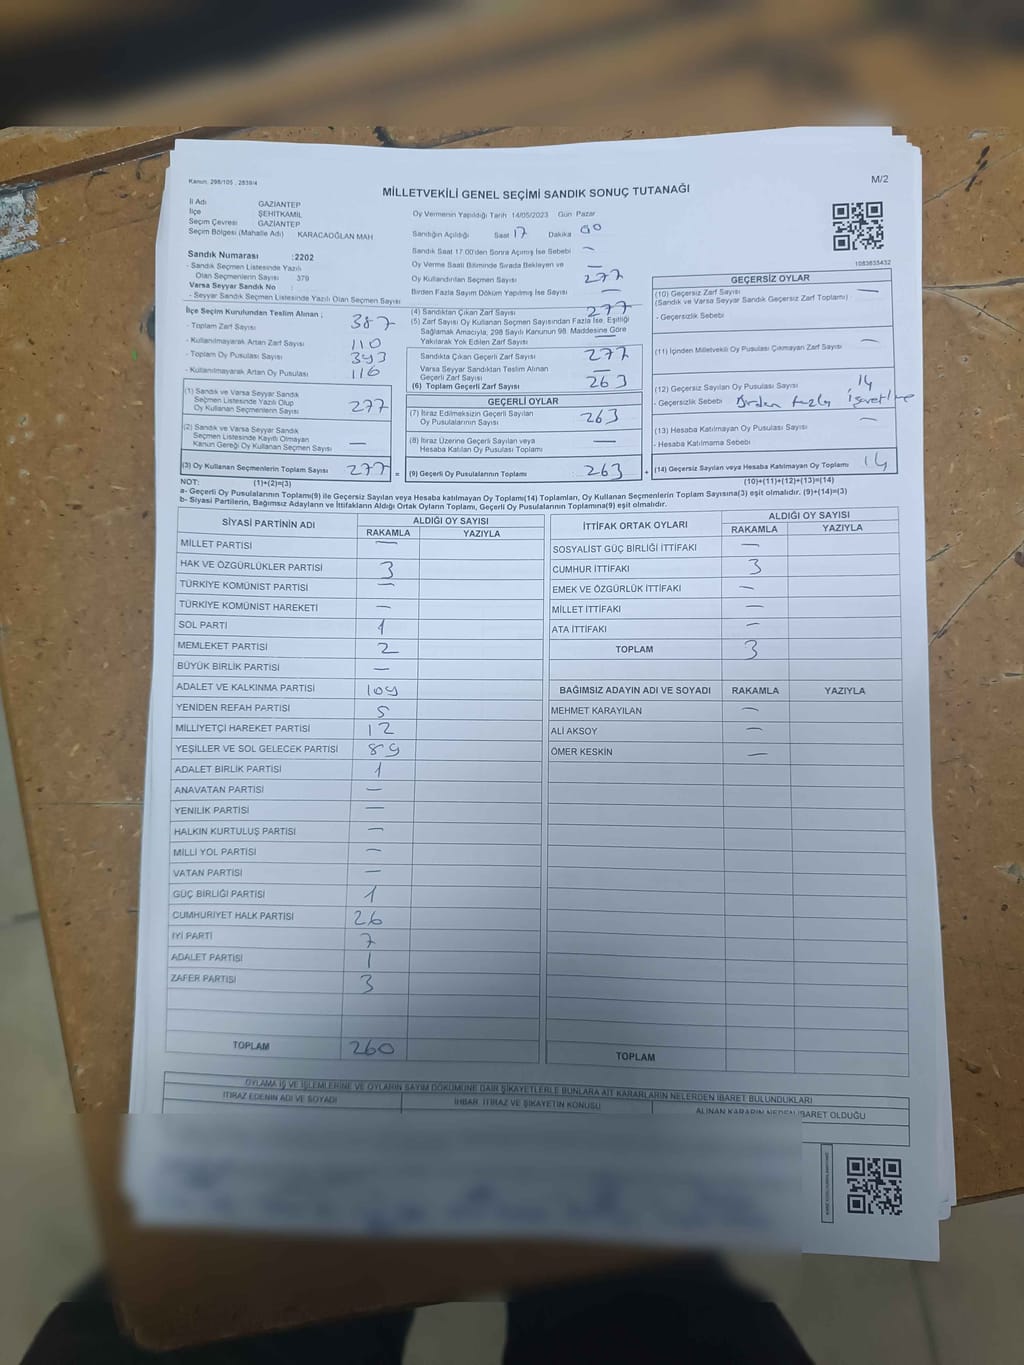 Kanun, 298/105 , 2839/4
M/2
MİLLETVEKİLİ GENEL SEÇİMİ SANDIK SONUÇ TUTANAĞI
İl Adı GAZİANTEP
İlçe ŞEHİTKAMİL
Seçim Çevresi GAZİANTEP
Seçim Bölgesi (Mahalle Adı) KARACAOĞLAN MAH
Sandık Numarası :2202
- Sandık Seçmen Listesinde Yazılı
Olan Seçmenlerin Sayısı 379
Varsa Seyyar Sandık No :
- Seyyar Sandık Seçmen Listesinde Yazılı Olan Seçmen Sayısı
İlçe Seçim Kurulundan Teslim Alınan ;
- Toplam Zarf Sayısı 387
- Kullanılmayarak Artan Zarf Sayısı 110
- Toplam Oy Pusulası Sayısı 393
- Kullanılmayarak Artan Oy Pusulası 116
(1) Sandık ve Varsa Seyyar Sandık
Seçmen Listesinde Yazılı Olup
Oy Kullanan Seçmenlerin Sayısı 277
(2) Sandık ve Varsa Seyyar Sandık
Seçmen Listesinde Kayıtlı Olmayan
Kanun Gereği Oy Kullanan Seçmen Sayısı —
(3) Oy Kullanan Seçmenlerin Toplam Sayısı 277 =
Oy Vermenin Yapıldığı Tarih 14/05/2023 Gün Pazar
Sandığın Açıldığı Saat 17 Dakika 00
Sandık Saat 17.00'den Sonra Açılmış İse Sebebi —
Oy Verme Saati Bitiminde Sırada Bekleyen ve
Oy Kullandırılan Seçmen Sayısı 277
Birden Fazla Sayım Döküm Yapılmış İse Sayısı —
(4) Sandıktan Çıkan Zarf Sayısı 277
(5) Zarf Sayısı Oy Kullanan Seçmen Sayısından Fazla İse, Eşitliği
Sağlamak Amacıyla; 298 Sayılı Kanunun 98. Maddesine Göre
Yakılarak Yok Edilen Zarf Sayısı —
Sandıkta Çıkan Geçerli Zarf Sayısı 277
Varsa Seyyar Sandıktan Teslim Alınan
Geçerli Zarf Sayısı —
(6) Toplam Geçerli Zarf Sayısı 263
GEÇERLİ OYLAR
(7) İtiraz Edilmeksizin Geçerli Sayılan
Oy Pusulasının Sayısı 263
(8) İtiraz Üzerine Geçerli Sayılan veya
Hesaba Katılan Oy Pusulası Toplamı —
(9) Geçerli Oy Pusulalarının Toplamı : 263 +
1083835432
GEÇERSİZ OYLAR
(10) Geçersiz Zarf Sayısı —
(Sandık ve Varsa Seyyar Sandık Geçersiz Zarf Toplamı)
- Geçersizlik Sebebi
(11) İçinden Milletvekili Oy Pusulası Çıkmayan Zarf Sayısı —
(12) Geçersiz Sayılan Oy Pusulası Sayısı 14
- Geçersizlik Sebebi Birden fazla işaretleme
(13) Hesaba Katılmayan Oy Pusulası Sayısı —
- Hesaba Katılmama Sebebi
(14) Geçersiz Sayılan veya Hesaba Katılmayan Oy Toplamı 14
NOT: (1)+(2)=(3) (10)+(11)+(12)+(13)=(14)
a- Geçerli Oy Pusulalarının Toplamı(9) ile Geçersiz Sayılan veya Hesaba katılmayan Oy Toplamı(14) Toplamları, Oy Kullanan Seçmenlerin Toplam Sayısına(3) eşit olmalıdır. (9)+(14)=(3)
b- Siyasi Partilerin, Bağımsız Adayların ve İttifakların Aldığı Ortak Oyların Toplamı, Geçerli Oy Pusulalarının Toplamına(9) eşit olmalıdır.
SİYASİ PARTİNİN ADI ALDIĞI OY SAYISI
RAKAMLA YAZIYLA
MİLLET PARTİSİ —
HAK VE ÖZGÜRLÜKLER PARTİSİ 3
TÜRKİYE KOMÜNİST PARTİSİ —
TÜRKİYE KOMÜNİST HAREKETİ —
SOL PARTİ 1
MEMLEKET PARTİSİ 2
BÜYÜK BİRLİK PARTİSİ —
ADALET VE KALKINMA PARTİSİ 109
YENİDEN REFAH PARTİSİ 5
MİLLİYETÇİ HAREKET PARTİSİ 12
YEŞİLLER VE SOL GELECEK PARTİSİ 89
ADALET BİRLİK PARTİSİ 1
ANAVATAN PARTİSİ —
YENİLİK PARTİSİ —
HALKIN KURTULUŞ PARTİSİ —
MİLLİ YOL PARTİSİ —
VATAN PARTİSİ —
GÜÇ BİRLİĞİ PARTİSİ 1
CUMHURİYET HALK PARTİSİ 26
İYİ PARTİ 7
ADALET PARTİSİ 1
ZAFER PARTİSİ 3
TOPLAM 260
İTTİFAK ORTAK OYLARI ALDIĞI OY SAYISI
RAKAMLA YAZIYLA
SOSYALİST GÜÇ BİRLİĞİ İTTİFAKI —
CUMHUR İTTİFAKI 3
EMEK VE ÖZGÜRLÜK İTTİFAKI —
MİLLET İTTİFAKI —
ATA İTTİFAKI —
TOPLAM 3
BAĞIMSIZ ADAYIN ADI VE SOYADI RAKAMLA YAZIYLA
MEHMET KARAYILAN —
ALİ AKSOY —
ÖMER KESKİN —
TOPLAM
OYLAMA İŞ VE İŞLEMLERİNE VE OYLARIN SAYIM DÖKÜMÜNE DAİR ŞİKAYETLERLE BUNLARA AİT KARARLARIN NELERDEN İBARET BULUNDUKLARI
İTİRAZ EDENİN ADI VE SOYADI İHBAR, İTİRAZ VE ŞİKAYETİN KONUSU ALINAN KARARIN NEDEN İBARET OLDUĞU